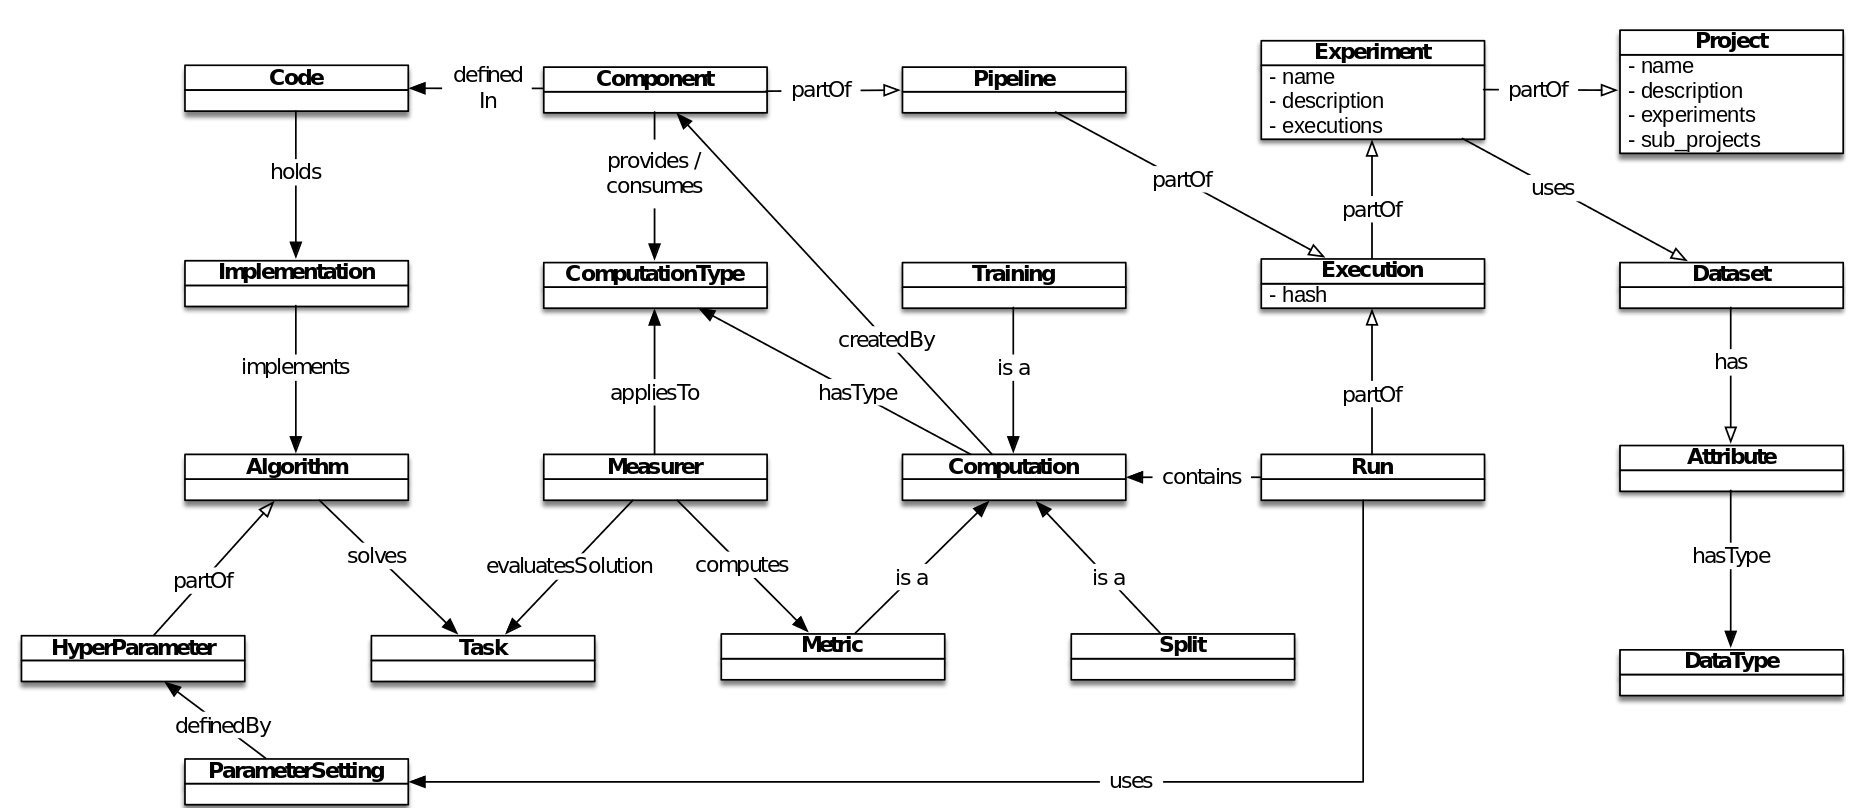 Code
defined
In
Component
partOf
Pipeline
Experiment
- name
- description
- executions
partOf
Project
- name
- description
- experiments
- sub_projects
holds
provides /
consumes
partOf
partOf
uses
Implementation
ComputationType
Training
Execution
- hash
Dataset
implements
appliesTo
createdBy
hasType
is a
partOf
has
Algorithm
Measurer
Computation
contains
Run
Attribute
partOf
solves
evaluatesSolution
computes
is a
is a
hasType
HyperParameter
Task
Metric
Split
DataType
definedBy
ParameterSetting
uses